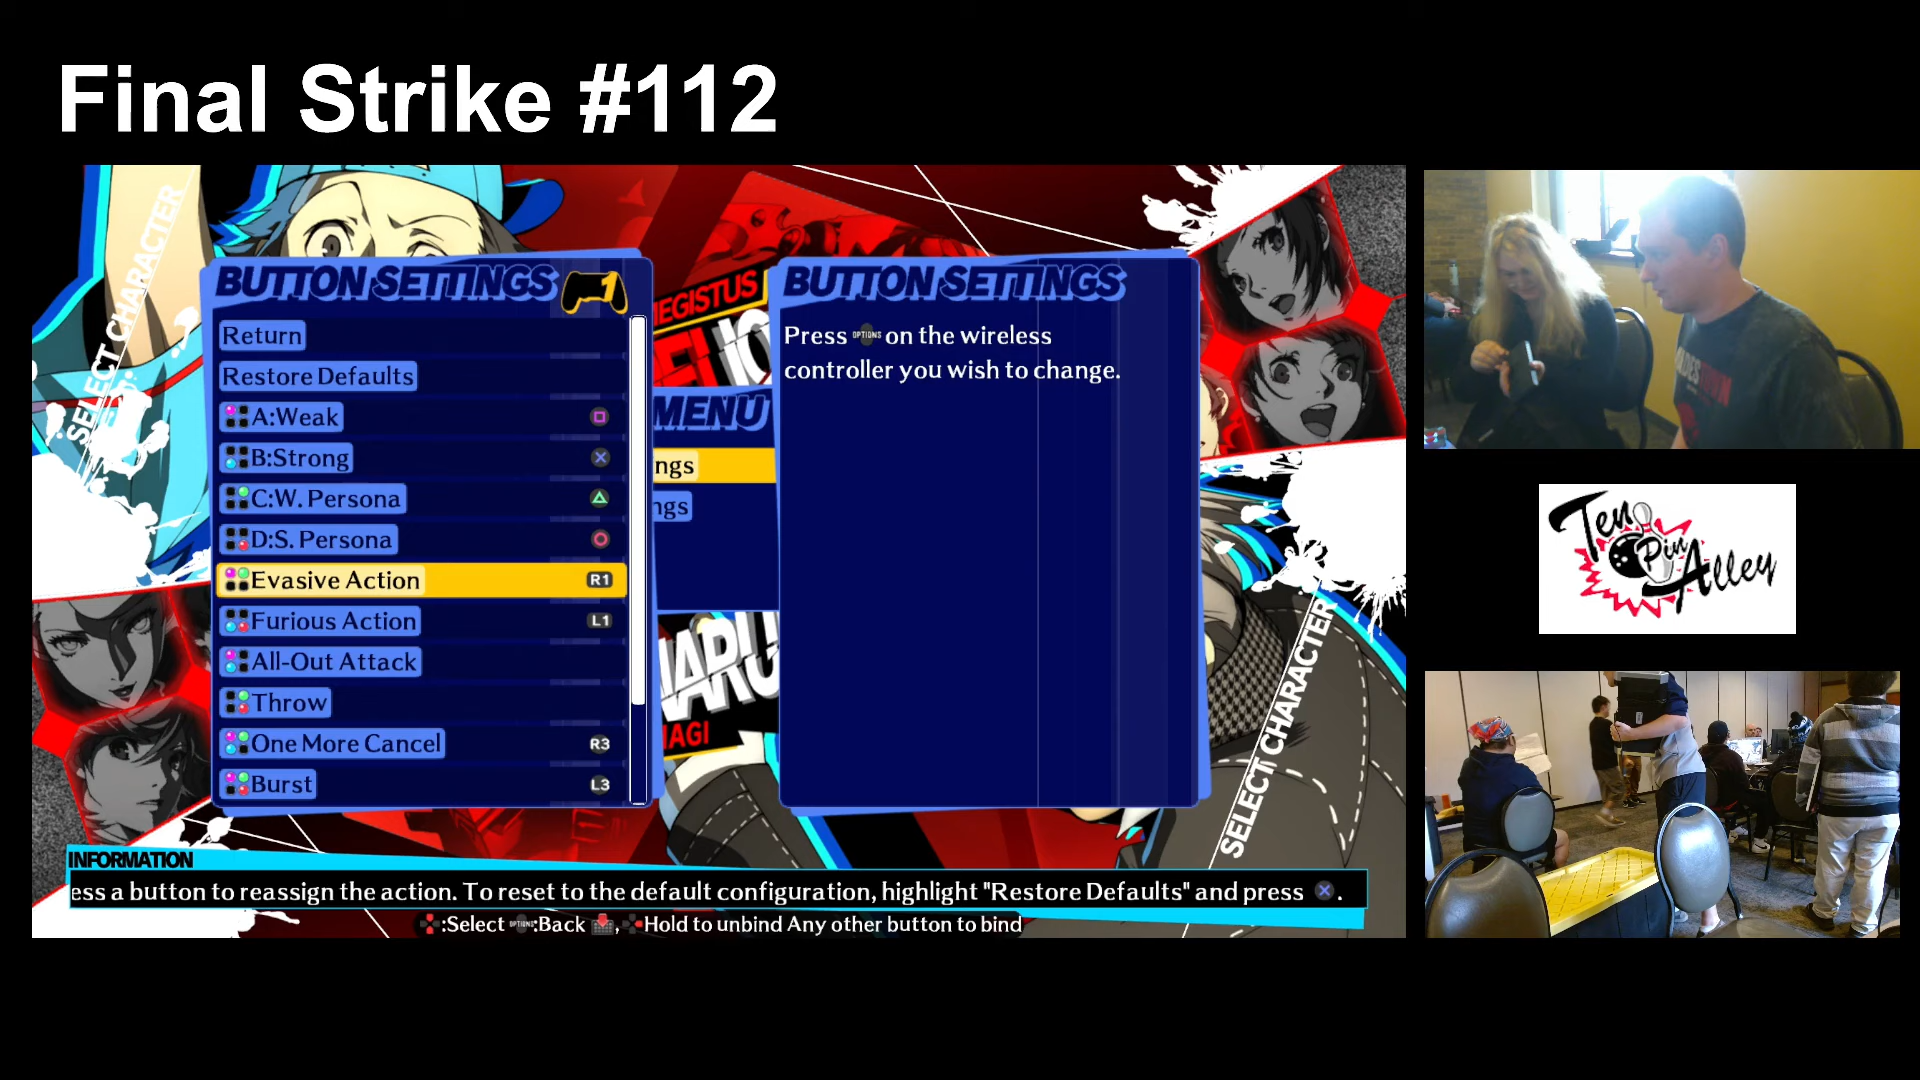 Final Strike #112
SELECT CHARACTER
BUTTON SETTINGS
1
Return
Restore Defaults
A:Weak
B:Strong
C:W. Persona
D:S. Persona
Evasive Action R1
Furious Action L1
All-Out Attack
Throw
One More Cancel R3
Burst L3
EGISTUS
MENU
ngs
ngs
NARU
AGI
BUTTON SETTINGS
Press OPTIONS on the wireless
controller you wish to change.
SELECT CHARACTER
INFORMATION
ess a button to reassign the action. To reset to the default configuration, highlight "Restore Defaults" and press .
:Select OPTIONS:Back , Hold to unbind Any other button to bind
Ten
Pin
Alley